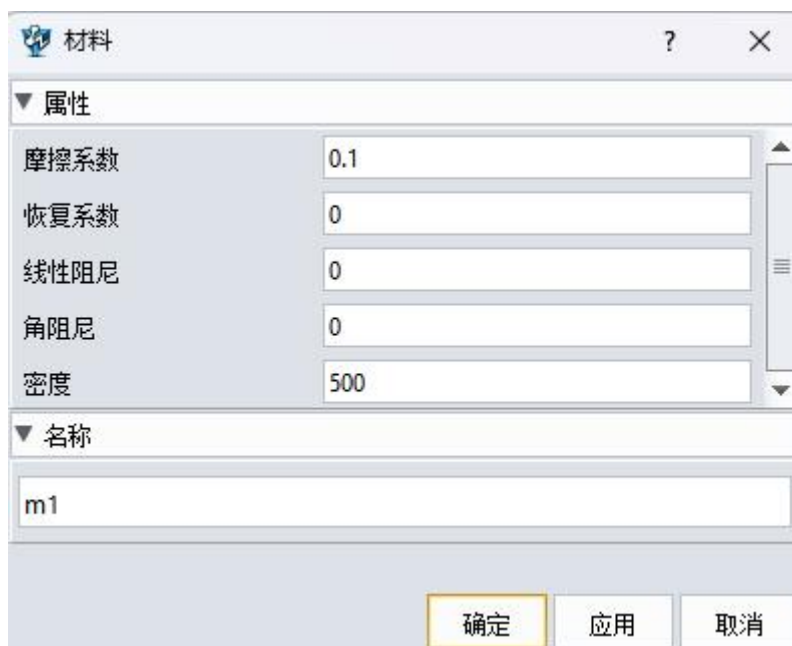 材料
属性
摩擦系数 0.1
恢复系数 0
线性阻尼 0
角阻尼 0
密度 500
名称
m1
确定 应用 取消